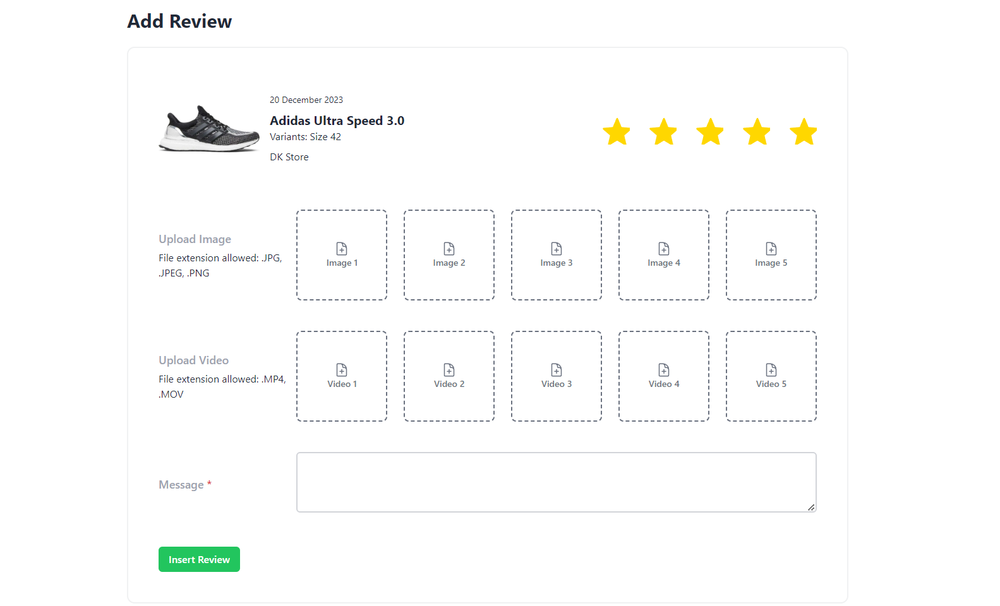 Add Review
20 December 2023
Adidas Ultra Speed 3.0
Variants: Size 42
DK Store
Upload Image
File extension allowed: .JPG,
.JPEG, .PNG
Image 1
Image 2
Image 3
Image 4
Image 5
Upload Video
File extension allowed: .MP4,
.MOV
Video 1
Video 2
Video 3
Video 4
Video 5
Message *
Insert Review